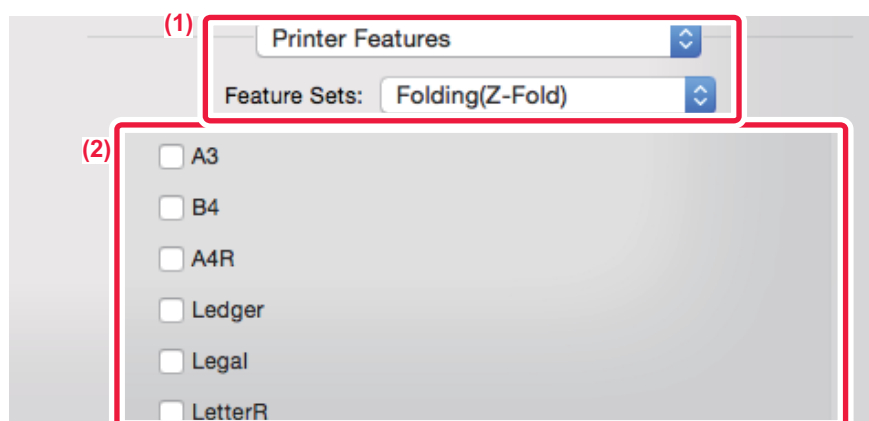 (1)
Printer Features
Feature Sets: Folding(Z-Fold)
(2)
A3
B4
A4R
Ledger
Legal
LetterR